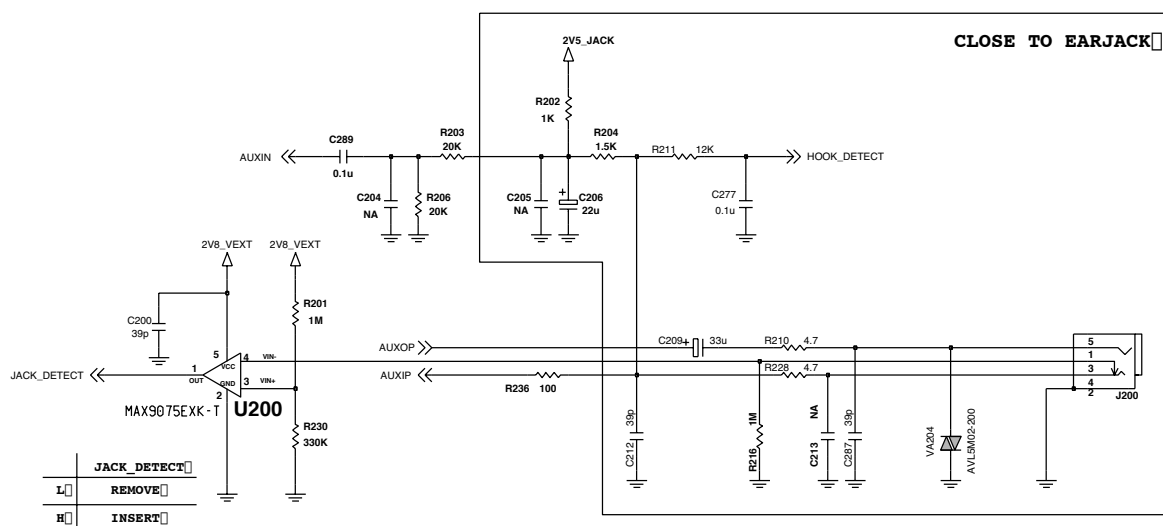 CLOSE TO EARJACK
2V5_JACK
R202
1K
C289
0.1u
R203
20K
R204
1.5K
R211 12K
AUXIN
HOOK_DETECT
C204
NA
R206
20K
C205
NA
+
C206
22u
C277
0.1u
2V8_VEXT
2V8_VEXT
R201
1M
C200
39p
AUXOP
C209 + 33u
R210 4.7
5
1
3
4
2
J200
JACK_DETECT
1
OUT
5
VCC
4
VIN-
GND
3
VIN+
2
AUXIP
R236 100
R228 4.7
MAX9075EXK-T
U200
R230
330K
C212 39p
R216 1M
C213 NA
C287 39p
VA204
AVL5M02-200
JACK_DETECT
L REMOVE
H INSERT